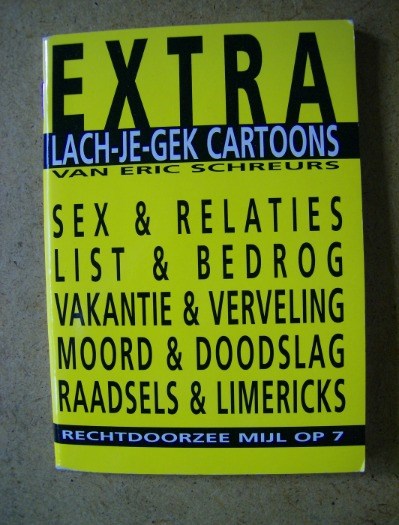 EXTRA
LACH-JE-GEK CARTOONS
VAN ERIC SCHREURS
SEX & RELATIES
LIST & BEDROG
VAKANTIE & VERVELING
MOORD & DOODSLAG
RAADSELS & LIMERICKS
RECHTDOORZEE MIJL OP 7